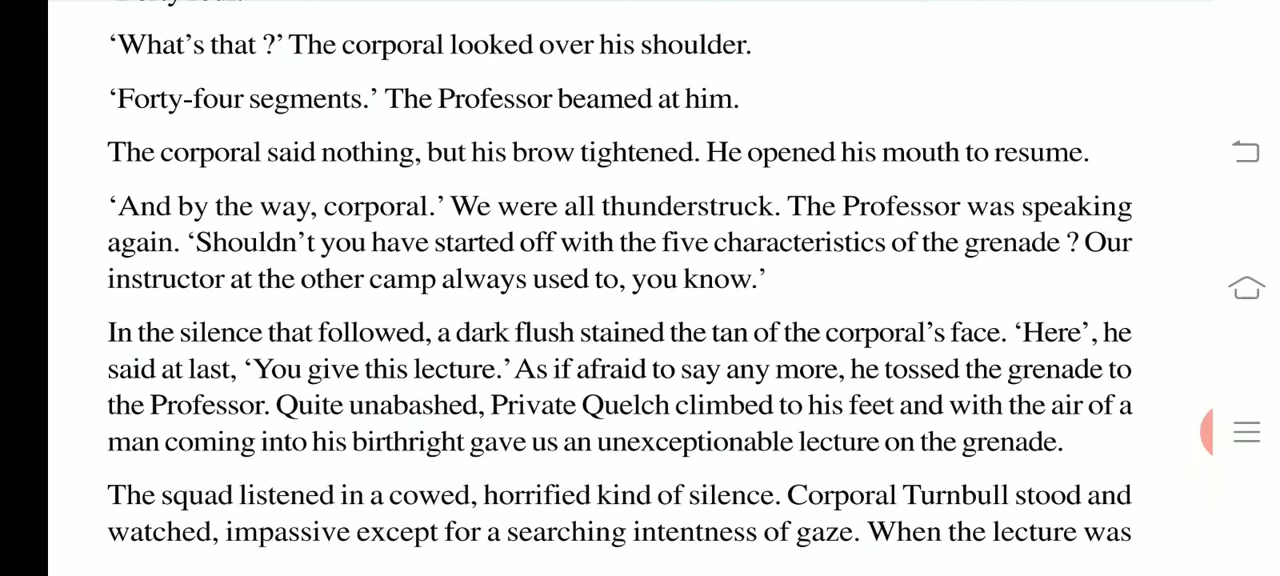 ‘What’s that ?’ The corporal looked over his shoulder.
‘Forty-four segments.’ The Professor beamed at him.
The corporal said nothing, but his brow tightened. He opened his mouth to resume.
‘And by the way, corporal.’ We were all thunderstruck. The Professor was speaking
again. ‘Shouldn’t you have started off with the five characteristics of the grenade ? Our
instructor at the other camp always used to, you know.’
In the silence that followed, a dark flush stained the tan of the corporal’s face. ‘Here’, he
said at last, ‘You give this lecture.’ As if afraid to say any more, he tossed the grenade to
the Professor. Quite unabashed, Private Quelch climbed to his feet and with the air of a
man coming into his birthright gave us an unexceptionable lecture on the grenade.
The squad listened in a cowed, horrified kind of silence. Corporal Turnbull stood and
watched, impassive except for a searching intentness of gaze. When the lecture was